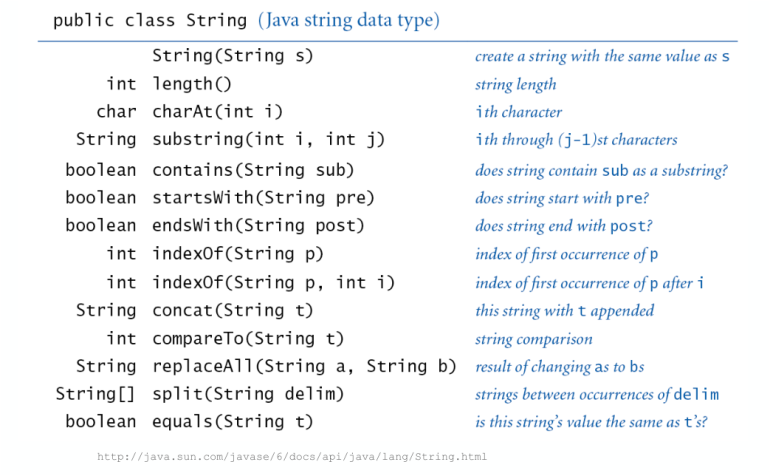 public class String (Java string data type)
String(String s) create a string with the same value as s
int length() string length
char charAt(int i) ith character
String substring(int i, int j) ith through (j-1)st characters
boolean contains(String sub) does string contain sub as a substring?
boolean startsWith(String pre) does string start with pre?
boolean endsWith(String post) does string end with post?
int indexOf(String p) index of first occurrence of p
int indexOf(String p, int i) index of first occurrence of p after i
String concat(String t) this string with t appended
int compareTo(String t) string comparison
String replaceAll(String a, String b) result of changing as to bs
String[] split(String delim) strings between occurrences of delim
boolean equals(String t) is this string's value the same as t's?
http://java.sun.com/javase/6/docs/api/java/lang/String.html